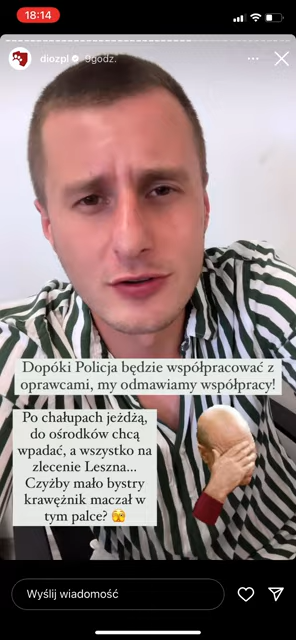 18:14
diozpl 9godz.
Dopóki Policja będzie współpracować z
oprawcami, my odmawiamy współpracy!
Po chałupach jeżdżą,
do ośrodków chcą
wpadać, a wszystko na
zlecenie Leszna...
Czyżby mało bystry
krawężnik maczał w
tym palce? 🫣
Wyślij wiadomość